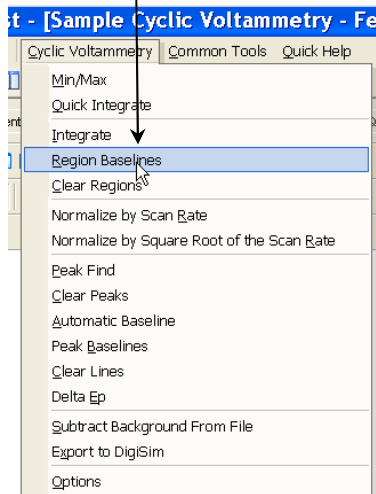 st - [Sample Cyclic Voltammetry - Fe
Cyclic Voltammetry Common Tools Quick Help
Min/Max
Quick Integrate
Integrate
Region Baselines
Clear Regions
Normalize by Scan Rate
Normalize by Square Root of the Scan Rate
Peak Find
Clear Peaks
Automatic Baseline
Peak Baselines
Clear Lines
Delta Ep
Subtract Background From File
Export to DigiSim
Options